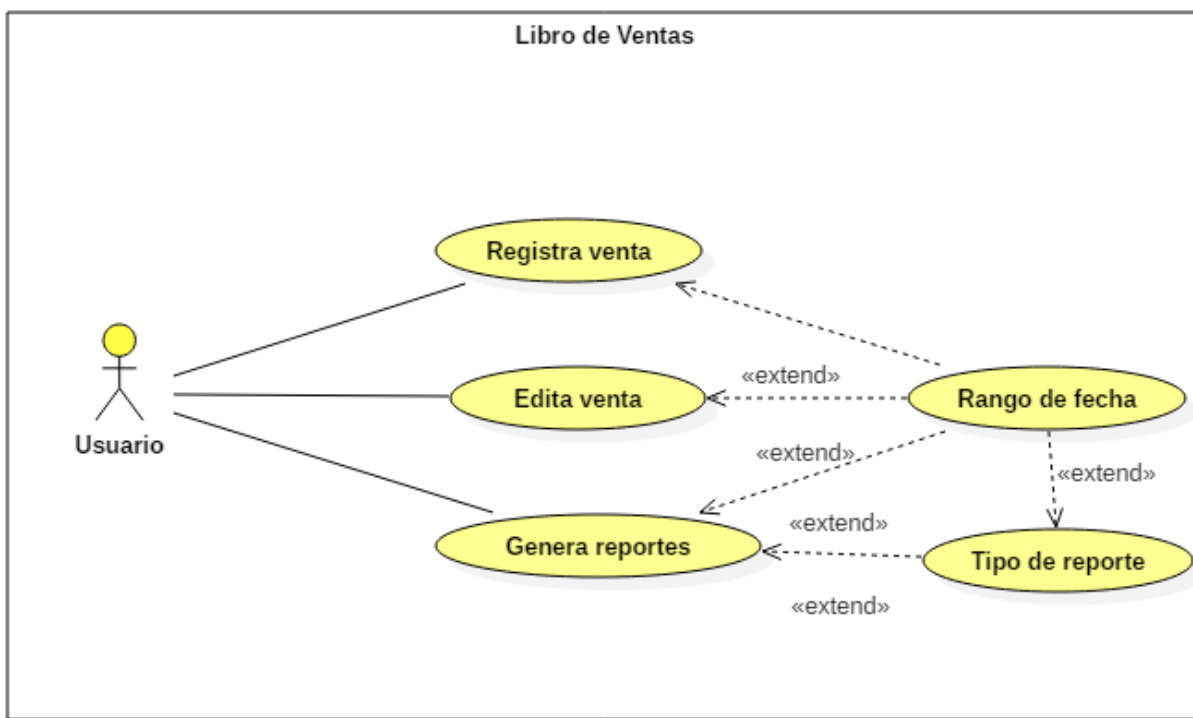 Libro de Ventas
Registra venta
Usuario
Edita venta
«extend»
Rango de fecha
«extend»
«extend»
Genera reportes
«extend»
Tipo de reporte
«extend»